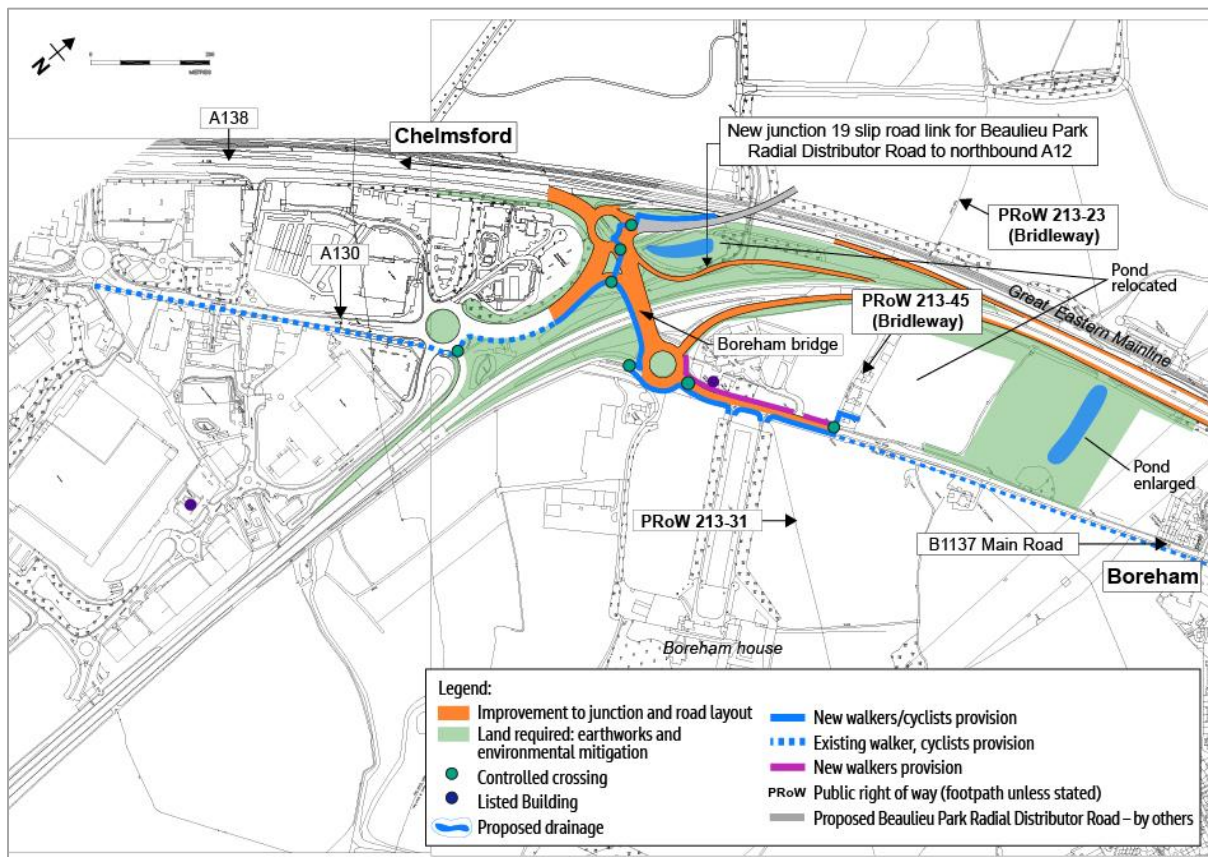 N
0
200
METRES
A138
Chelmsford
New junction 19 slip road link for Beaulieu Park
Radial Distributor Road to northbound A12
PRoW 213-23
(Bridleway)
A130
Pond
relocated
Great Eastern Mainline
PRoW 213-45
(Bridleway)
Boreham bridge
Pond
enlarged
PRoW 213-31
B1137 Main Road
Boreham
Boreham house
Legend:
Improvement to junction and road layout
Land required: earthworks and
environmental mitigation
Controlled crossing
Listed Building
Proposed drainage
New walkers/cyclists provision
Existing walker, cyclists provision
New walkers provision
PRoW Public right of way (footpath unless stated)
Proposed Beaulieu Park Radial Distributor Road – by others